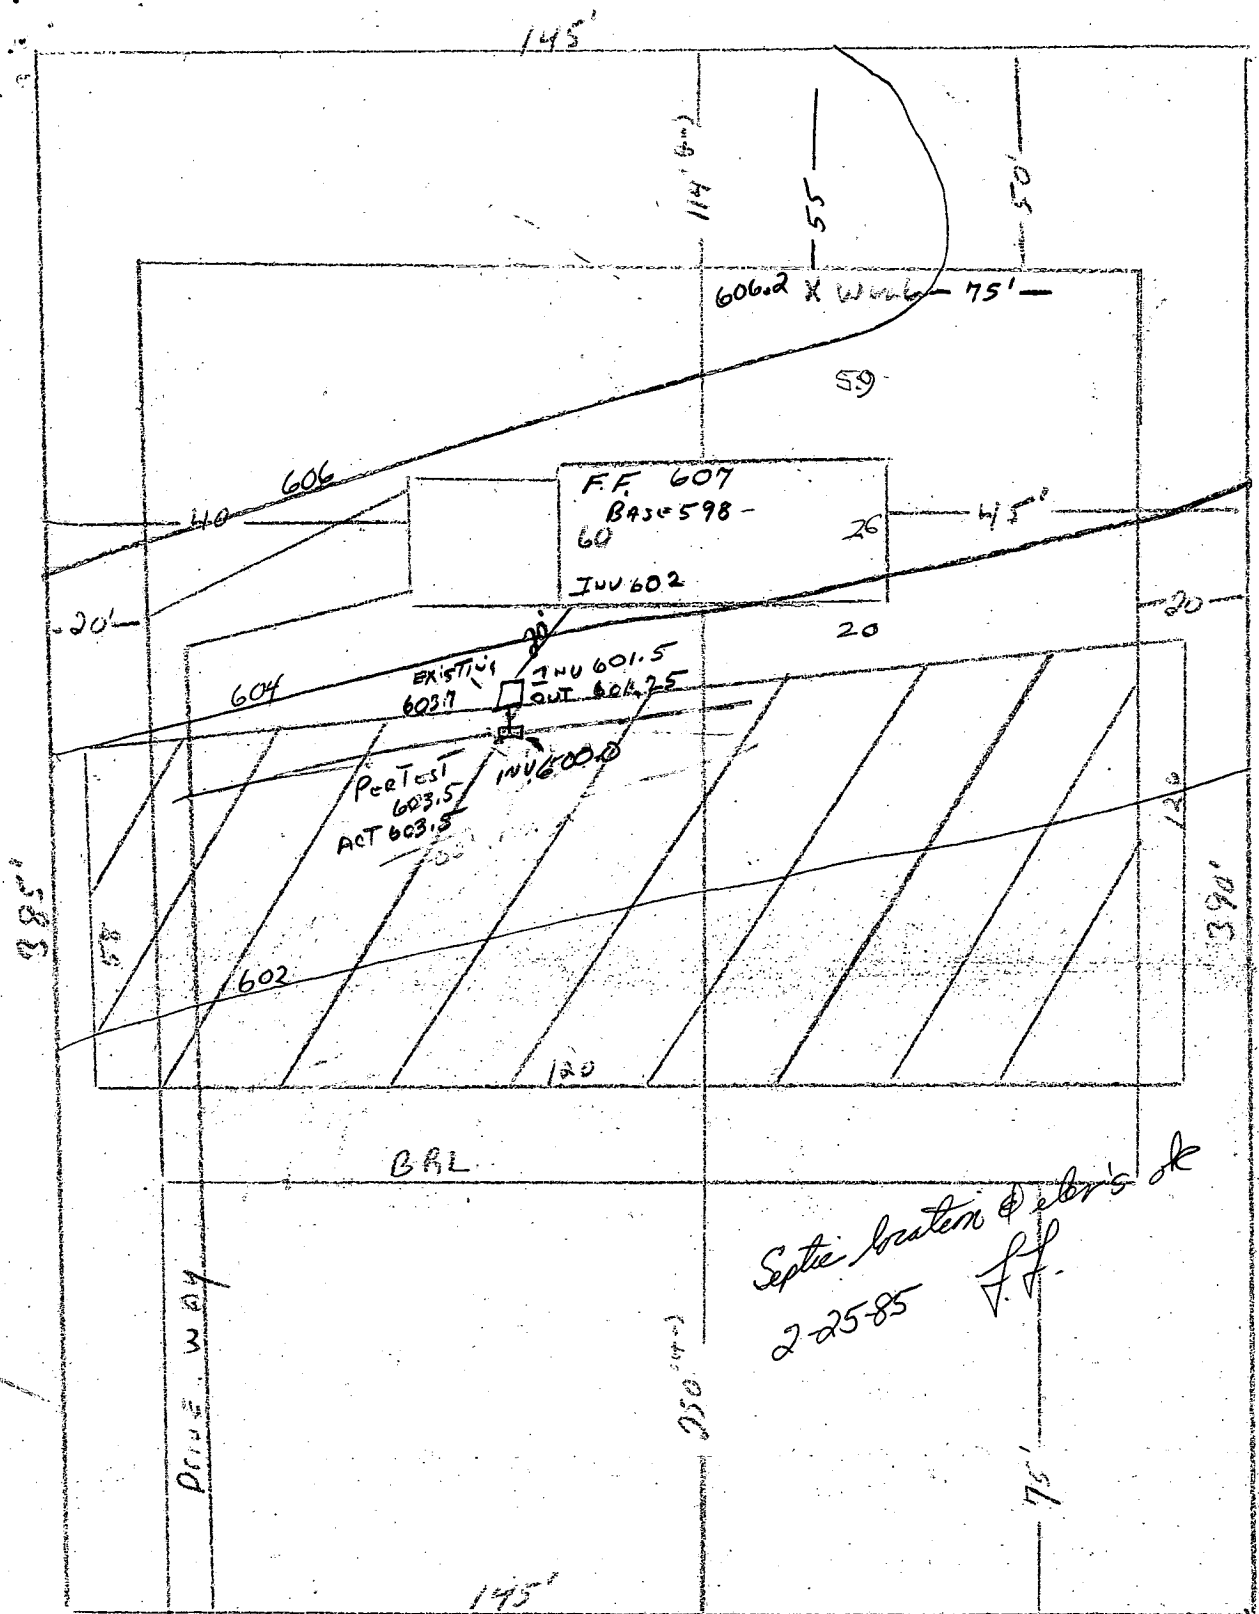 145'
114'
55
50'
606.2 X Well 75'
59
606
F.F. 607
BASE 598
60
26
INV 602
40
45'
20'
20
20
20'
604
EXISTING
603.7
INV 601.5
OUT 601.25
INV 600.0
PERTEST
603.5
ACT 603.5
120
385'
390'
58
602
120
BRL
Septic location & elev's ok
2-25-85 J.J.
DRIVE WAY
250'
75'
145'